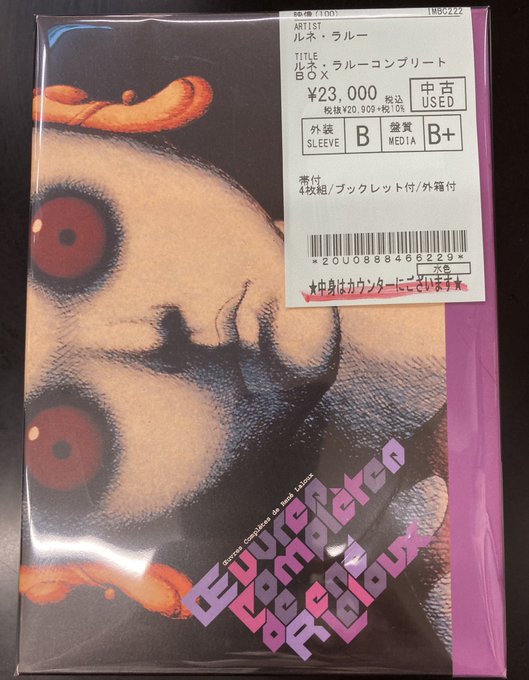 映像(100) IMBC222
ARTIST
ルネ・ラルー
TITLE
ルネ・ラルーコンプリート
BOX
¥23,000 税込
税抜¥20,909+税10%
中古
USED
外装
SLEEVE
B
盤質
MEDIA
B+
帯付
4枚組/ブックレット付/外箱付
*20U0888466229*
水色
★中身はカウンターにございます★
Œuvres Complètes de René Laloux
Œuvres
Complètes
de René
Laloux